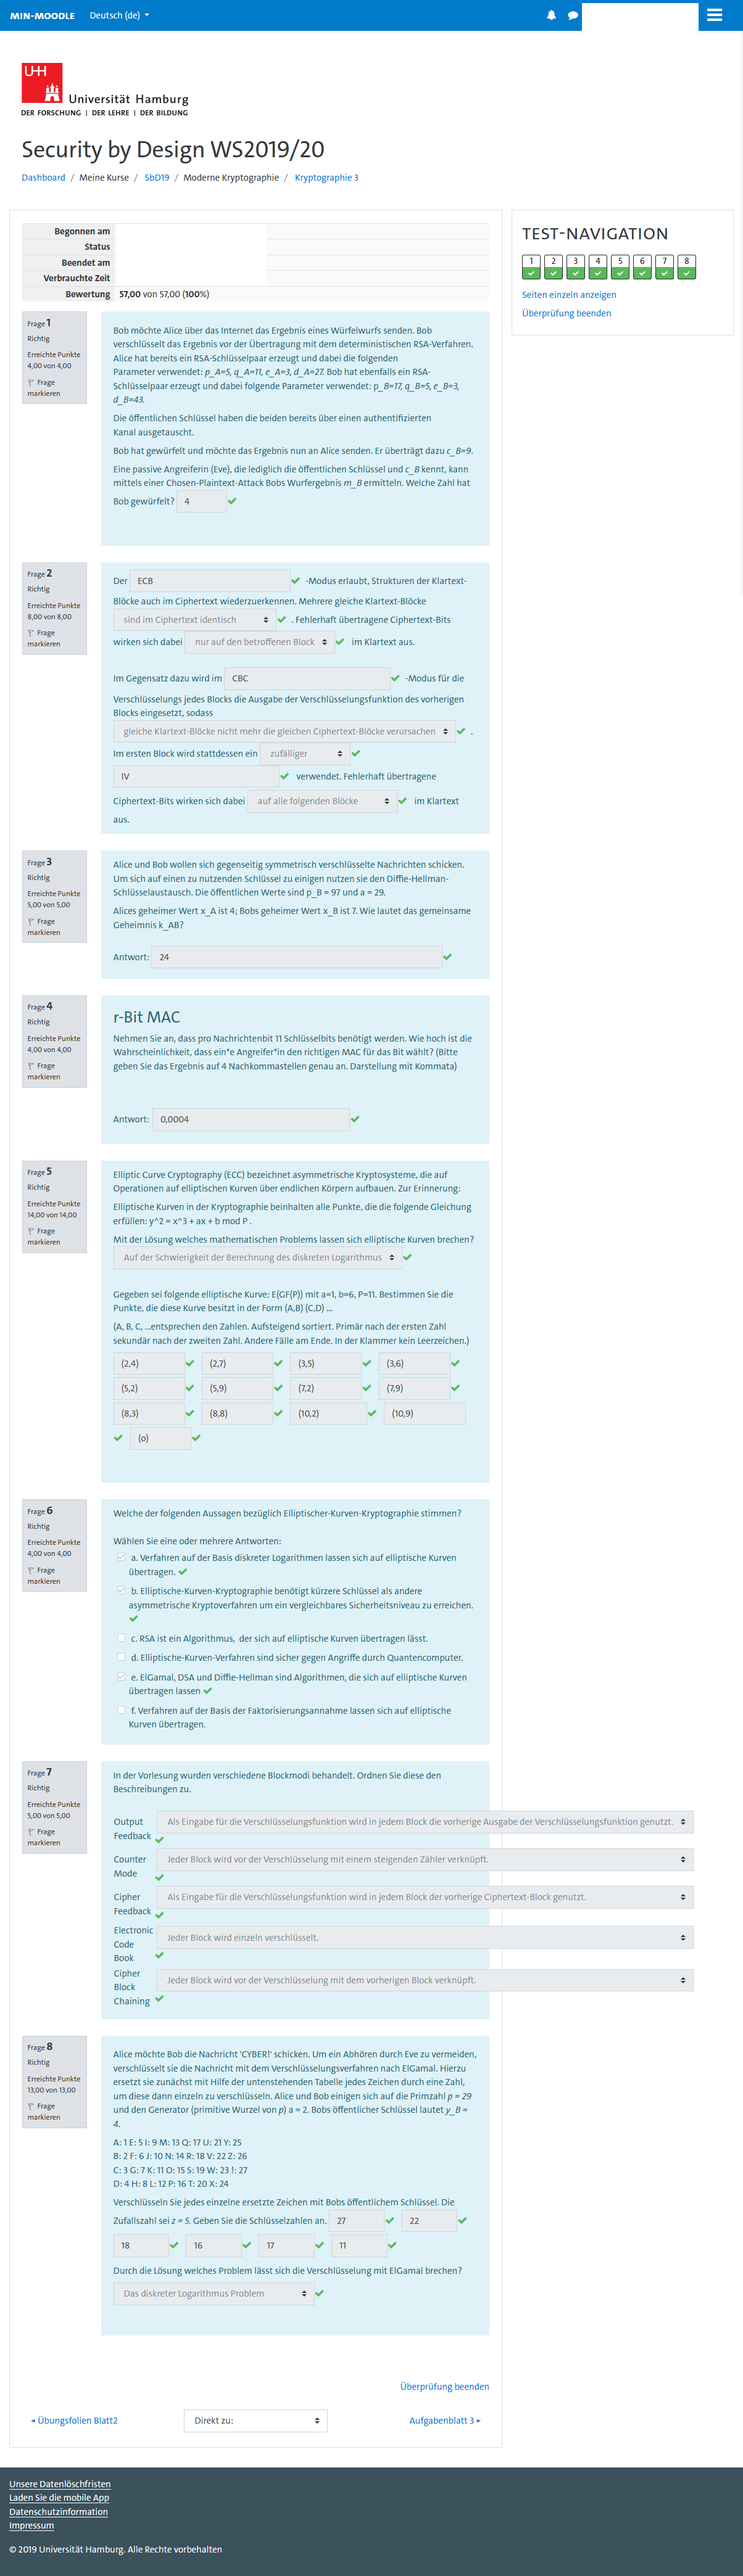 MIN-MOODLE Deutsch (de)
UH
Universität Hamburg
DER FORSCHUNG | DER LEHRE | DER BILDUNG
Security by Design WS2019/20
Dashboard / Meine Kurse / SbD19 / Moderne Kryptographie / Kryptographie 3
Begonnen am
Status
Beendet am
Verbrauchte Zeit
Bewertung 57,00 von 57,00 (100%)
TEST-NAVIGATION
1 2 3 4 5 6 7 8
Seiten einzeln anzeigen
Überprüfung beenden
Frage 1
Richtig
Erreichte Punkte
4,00 von 4,00
Frage
markieren
Bob möchte Alice über das Internet das Ergebnis eines Würfelwurfs senden. Bob
verschlüsselt das Ergebnis vor der Übertragung mit dem deterministischen RSA-Verfahren.
Alice hat bereits ein RSA-Schlüsselpaar erzeugt und dabei die folgenden
Parameter verwendet: p_A=5, q_A=11, e_A=3, d_A=27. Bob hat ebenfalls ein RSA-
Schlüsselpaar erzeugt und dabei folgende Parameter verwendet: p_B=17, q_B=5, e_B=3,
d_B=43.
Die öffentlichen Schlüssel haben die beiden bereits über einen authentifizierten
Kanal ausgetauscht.
Bob hat gewürfelt und möchte das Ergebnis nun an Alice senden. Er überträgt dazu c_B=9.
Eine passive Angreiferin (Eve), die lediglich die öffentlichen Schlüssel und c_B kennt, kann
mittels einer Chosen-Plaintext-Attack Bobs Wurfergebnis m_B ermitteln. Welche Zahl hat
Bob gewürfelt? 4
Frage 2
Richtig
Erreichte Punkte
8,00 von 8,00
Frage
markieren
Der ECB -Modus erlaubt, Strukturen der Klartext-
Blöcke auch im Ciphertext wiederzuerkennen. Mehrere gleiche Klartext-Blöcke
sind im Ciphertext identisch . Fehlerhaft übertragene Ciphertext-Bits
wirken sich dabei nur auf den betroffenen Block im Klartext aus.
Im Gegensatz dazu wird im CBC -Modus für die
Verschlüsselungs jedes Blocks die Ausgabe der Verschlüsselungsfunktion des vorherigen
Blocks eingesetzt, sodass
gleiche Klartext-Blöcke nicht mehr die gleichen Ciphertext-Blöcke verursachen .
Im ersten Block wird stattdessen ein zufälliger
IV verwendet. Fehlerhaft übertragene
Ciphertext-Bits wirken sich dabei auf alle folgenden Blöcke im Klartext
aus.
Frage 3
Richtig
Erreichte Punkte
5,00 von 5,00
Frage
markieren
Alice und Bob wollen sich gegenseitig symmetrisch verschlüsselte Nachrichten schicken.
Um sich auf einen zu nutzenden Schlüssel zu einigen nutzen sie den Diffie-Hellman-
Schlüsselaustausch. Die öffentlichen Werte sind p_B = 97 und a = 29.
Alices geheimer Wert x_A ist 4; Bobs geheimer Wert x_B ist 7. Wie lautet das gemeinsame
Geheimnis k_AB?
Antwort: 24
Frage 4
Richtig
Erreichte Punkte
4,00 von 4,00
Frage
markieren
r-Bit MAC
Nehmen Sie an, dass pro Nachrichtenbit 11 Schlüsselbits benötigt werden. Wie hoch ist die
Wahrscheinlichkeit, dass ein*e Angreifer*in den richtigen MAC für das Bit wählt? (Bitte
geben Sie das Ergebnis auf 4 Nachkommastellen genau an. Darstellung mit Kommata)
Antwort: 0,0004
Frage 5
Richtig
Erreichte Punkte
14,00 von 14,00
Frage
markieren
Elliptic Curve Cryptography (ECC) bezeichnet asymmetrische Kryptosysteme, die auf
Operationen auf elliptischen Kurven über endlichen Körpern aufbauen. Zur Erinnerung:
Elliptische Kurven in der Kryptographie beinhalten alle Punkte, die die folgende Gleichung
erfüllen: y^2 = x^3 + ax + b mod P .
Mit der Lösung welches mathematischen Problems lassen sich elliptische Kurven brechen?
Auf der Schwierigkeit der Berechnung des diskreten Logarithmus
Gegeben sei folgende elliptische Kurve: E(GF(P)) mit a=1, b=6, P=11. Bestimmen Sie die
Punkte, die diese Kurve besitzt in der Form (A,B) (C,D) ...
(A, B, C, ...entsprechen den Zahlen. Aufsteigend sortiert. Primär nach der ersten Zahl
sekundär nach der zweiten Zahl. Andere Fälle am Ende. In der Klammer kein Leerzeichen.)
(2,4) (2,7) (3,5) (3,6)
(5,2) (5,9) (7,2) (7,9)
(8,3) (8,8) (10,2) (10,9)
(o)
Frage 6
Richtig
Erreichte Punkte
4,00 von 4,00
Frage
markieren
Welche der folgenden Aussagen bezüglich Elliptischer-Kurven-Kryptographie stimmen?
Wählen Sie eine oder mehrere Antworten:
a. Verfahren auf der Basis diskreter Logarithmen lassen sich auf elliptische Kurven
übertragen.
b. Elliptische-Kurven-Kryptographie benötigt kürzere Schlüssel als andere
asymmetrische Kryptoverfahren um ein vergleichbares Sicherheitsniveau zu erreichen.
c. RSA ist ein Algorithmus, der sich auf elliptische Kurven übertragen lässt.
d. Elliptische-Kurven-Verfahren sind sicher gegen Angriffe durch Quantencomputer.
e. ElGamal, DSA und Diffie-Hellman sind Algorithmen, die sich auf elliptische Kurven
übertragen lassen
f. Verfahren auf der Basis der Faktorisierungsannahme lassen sich auf elliptische
Kurven übertragen.
Frage 7
Richtig
Erreichte Punkte
5,00 von 5,00
Frage
markieren
In der Vorlesung wurden verschiedene Blockmodi behandelt. Ordnen Sie diese den
Beschreibungen zu.
Output
Feedback
Als Eingabe für die Verschlüsselungsfunktion wird in jedem Block die vorherige Ausgabe der Verschlüsselungsfunktion genutzt.
Counter
Mode
Jeder Block wird vor der Verschlüsselung mit einem steigenden Zähler verknüpft.
Cipher
Feedback
Als Eingabe für die Verschlüsselungsfunktion wird in jedem Block der vorherige Ciphertext-Block genutzt.
Electronic
Code
Book
Jeder Block wird einzeln verschlüsselt.
Cipher
Block
Chaining
Jeder Block wird vor der Verschlüsselung mit dem vorherigen Block verknüpft.
Frage 8
Richtig
Erreichte Punkte
13,00 von 13,00
Frage
markieren
Alice möchte Bob die Nachricht 'CYBER!' schicken. Um ein Abhören durch Eve zu vermeiden,
verschlüsselt sie die Nachricht mit dem Verschlüsselungsverfahren nach ElGamal. Hierzu
ersetzt sie zunächst mit Hilfe der untenstehenden Tabelle jedes Zeichen durch eine Zahl,
um diese dann einzeln zu verschlüsseln. Alice und Bob einigen sich auf die Primzahl p = 29
und den Generator (primitive Wurzel von p) a = 2. Bobs öffentlicher Schlüssel lautet y_B =
4.
A: 1 E: 5 I: 9 M: 13 Q: 17 U: 21 Y: 25
B: 2 F: 6 J: 10 N: 14 R: 18 V: 22 Z: 26
C: 3 G: 7 K: 11 O: 15 S: 19 W: 23 !: 27
D: 4 H: 8 L: 12 P: 16 T: 20 X: 24
Verschlüsseln Sie jedes einzelne ersetzte Zeichen mit Bobs öffentlichem Schlüssel. Die
Zufallszahl sei z = 5. Geben Sie die Schlüsselzahlen an. 27 22
18 16 17 11
Durch die Lösung welches Problem lässt sich die Verschlüsselung mit ElGamal brechen?
Das diskreter Logarithmus Problem
Überprüfung beenden
◄ Übungsfolien Blatt2 Direkt zu: Aufgabenblatt 3 ►
Unsere Datenlöschfristen
Laden Sie die mobile App
Datenschutzinformation
Impressum
© 2019 Universität Hamburg. Alle Rechte vorbehalten